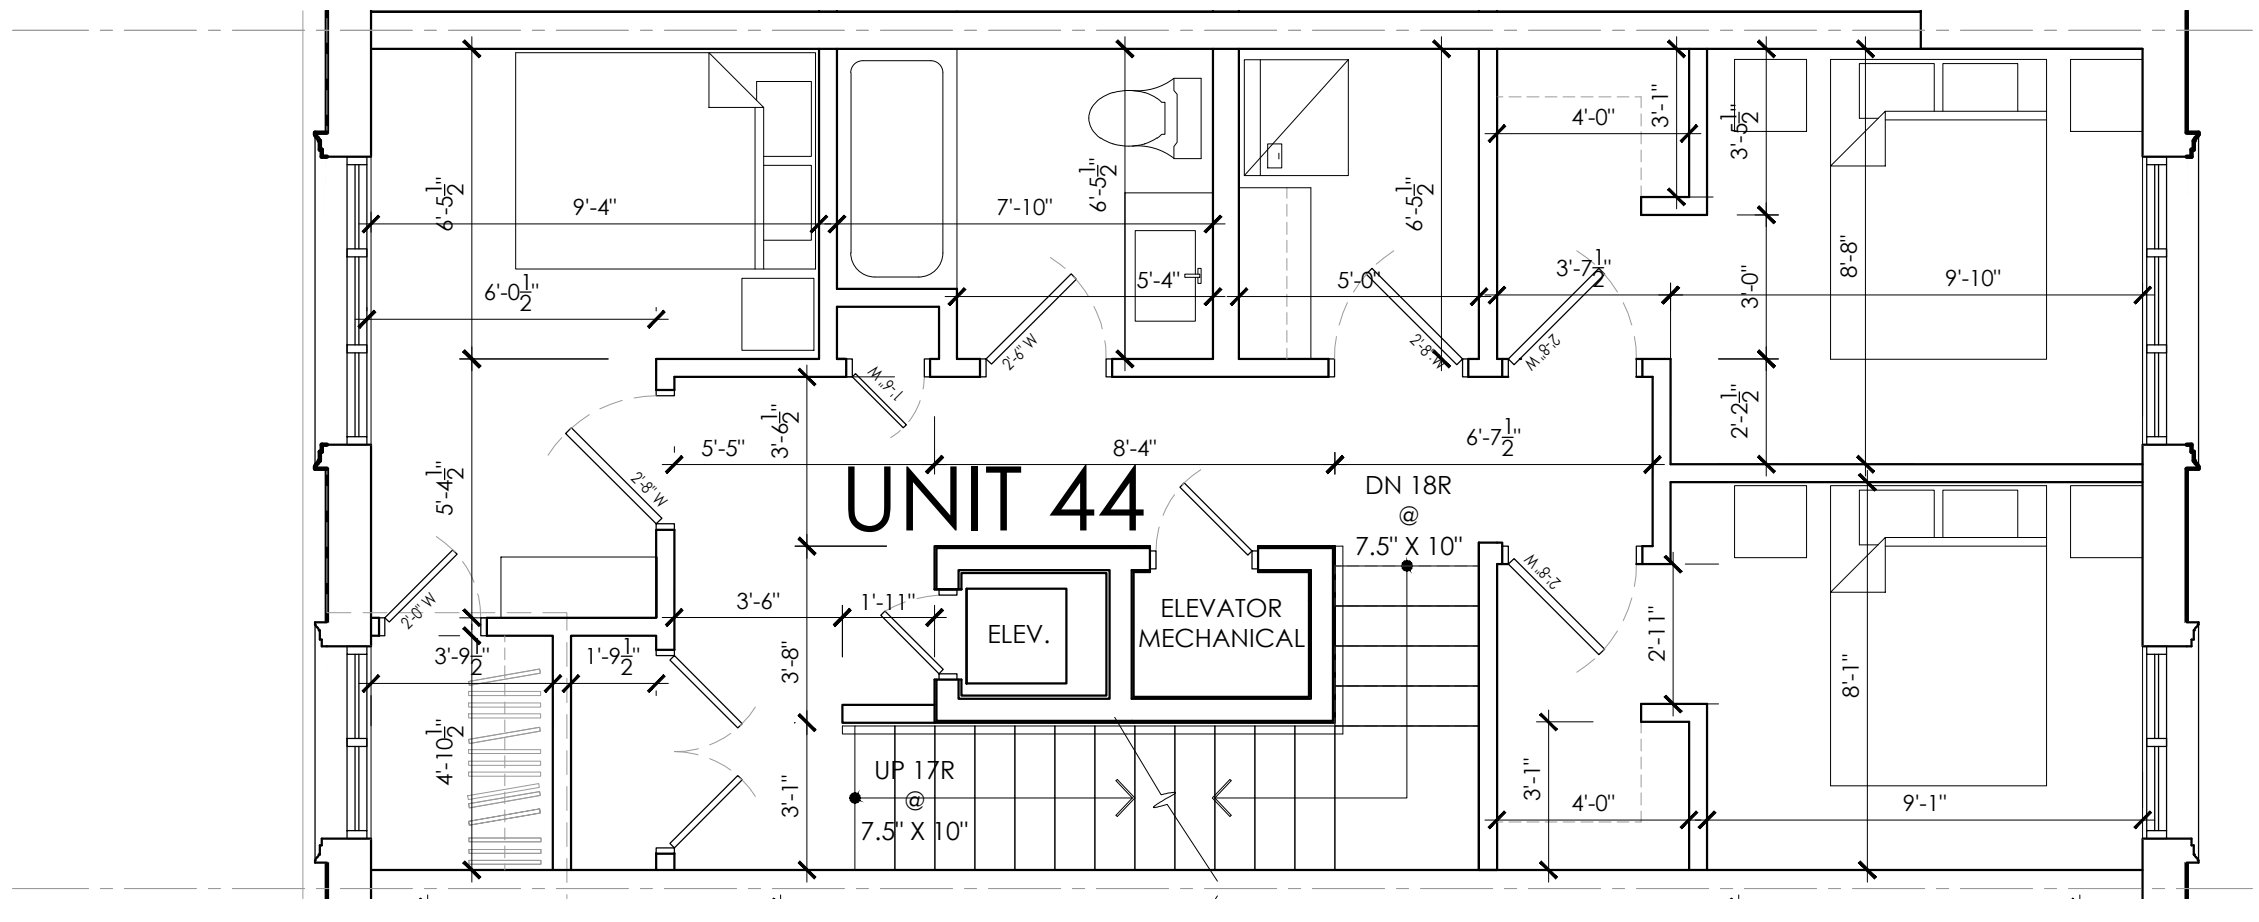 4'-0"
3'-1"
3'-5 1/2"
6'-5 1/2"
9'-4"
7'-10"
6'-5 1/2"
6'-5 1/2"
6'-0 1/2"
5'-4"
5'-0"
3'-7 1/2"
3'-0"
8'-8"
9'-10"
2'-6" W
2'-8" W
2'-8" W
1'-6" W
3'-6 1/2"
2'-2 1/2"
5'-5"
8'-4"
6'-7 1/2"
5'-4 1/2"
2'-8" W
UNIT 44
DN 18R
@
7.5" X 10"
2'-8" W
2'-0" W
3'-6"
1'-11"
ELEV.
ELEVATOR
MECHANICAL
2'-11"
3'-9 1/2"
1'-9 1/2"
3'-8"
8'-1"
4'-10 1/2"
UP 17R
@
7.5" X 10"
3'-1"
3'-1"
4'-0"
9'-1"